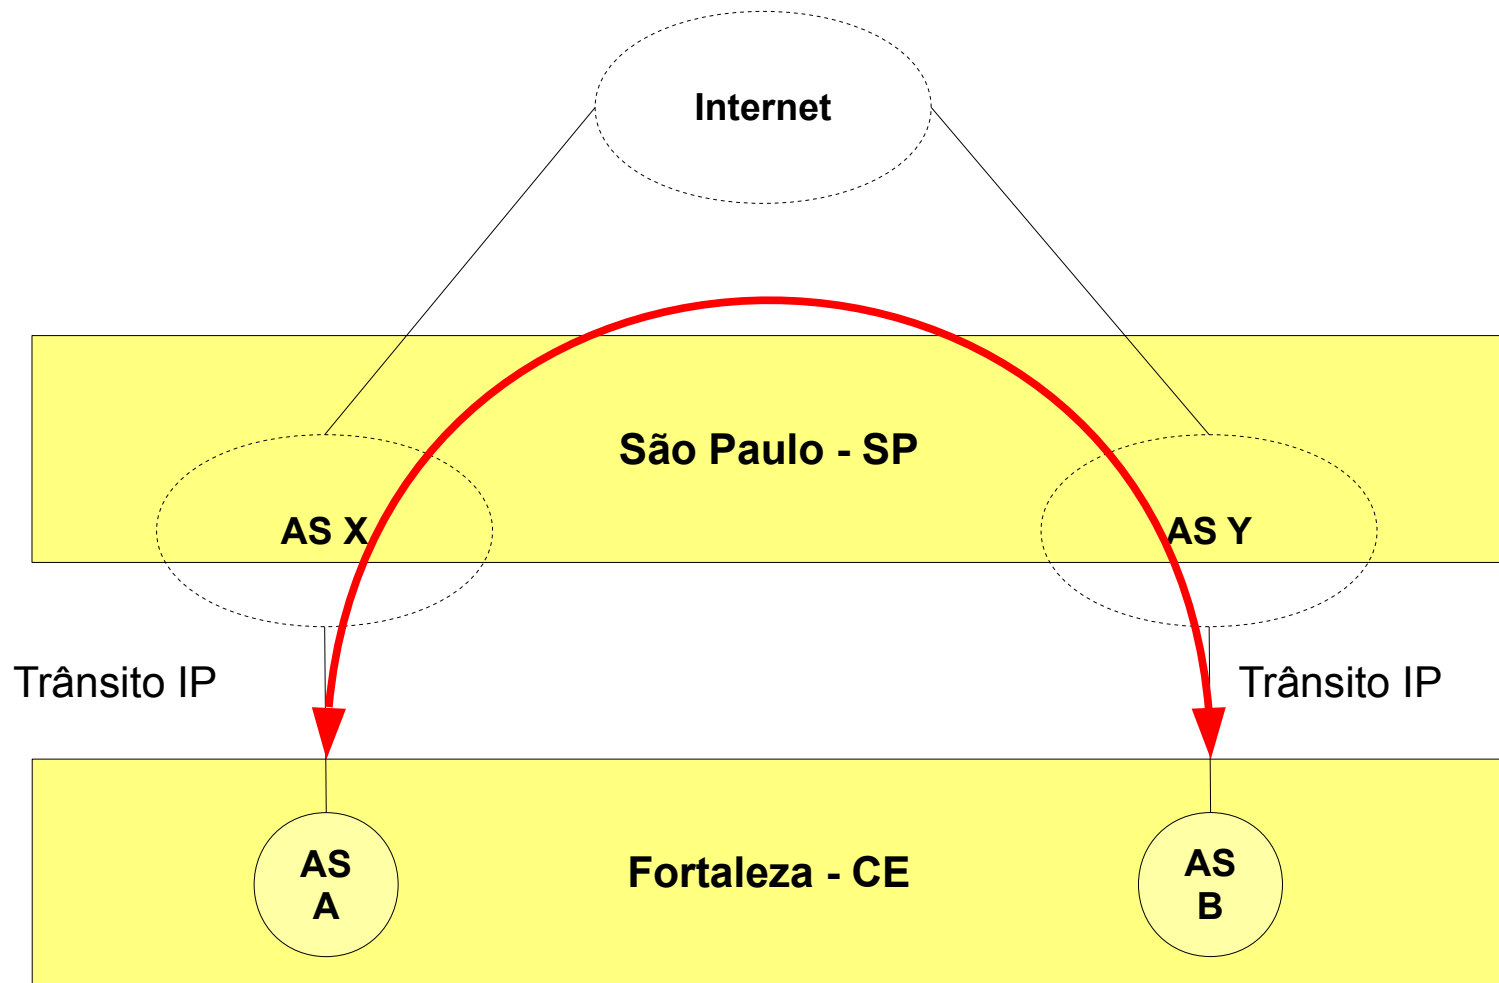 Internet
São Paulo - SP
AS X
AS Y
Trânsito IP
Trânsito IP
Fortaleza - CE
AS
A
AS
B